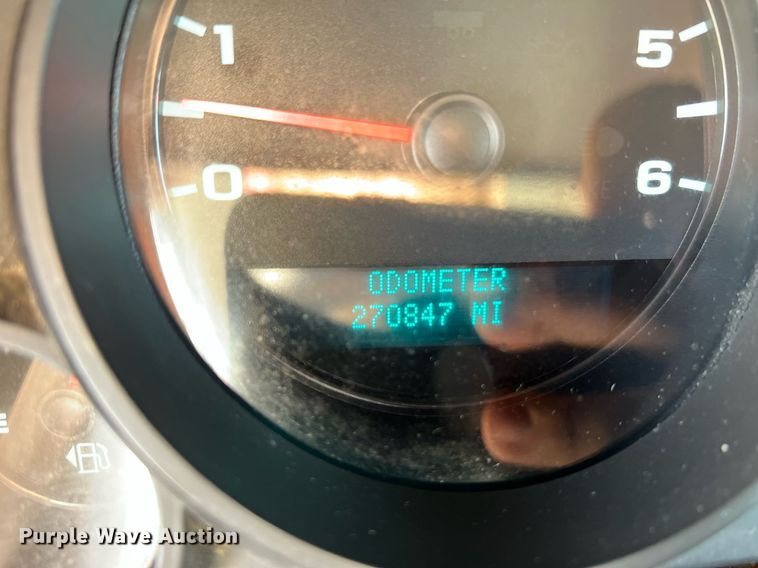 1
5
0
6
ODOMETER
270847 MI
Purple Wave Auction